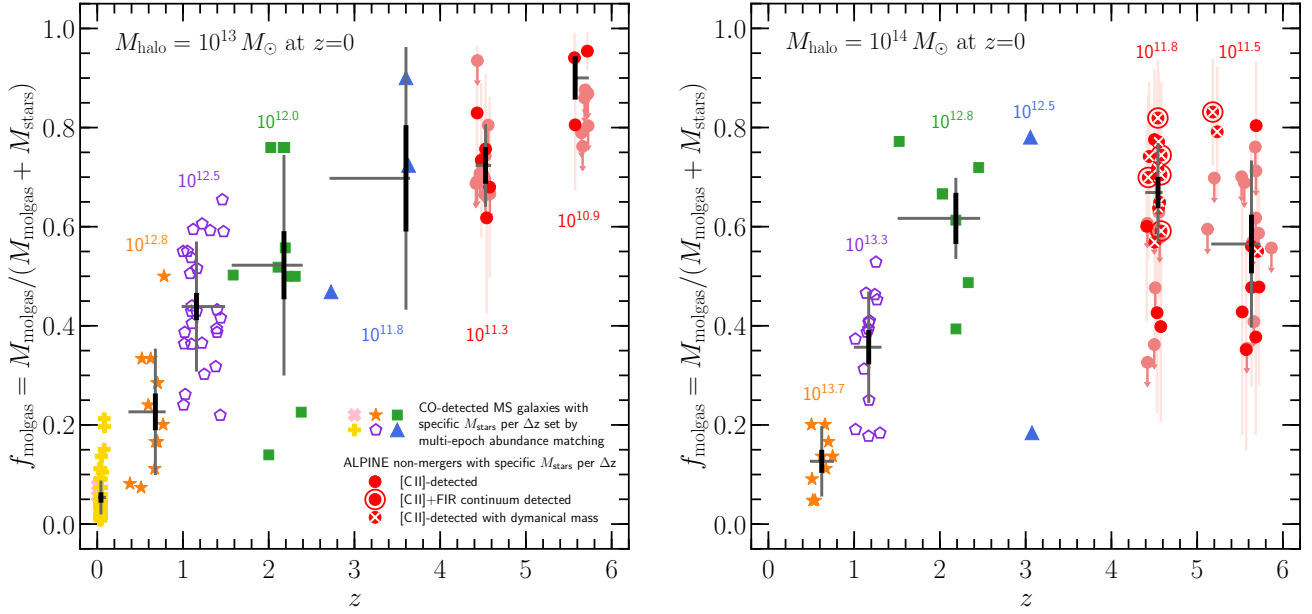 M_halo = 10^13 M_⊙ at z=0
10^12.0
10^12.5
10^12.8
10^11.8
10^11.3
10^10.9
CO-detected MS galaxies with
specific M_stars per Δz set by
multi-epoch abundance matching
ALPINE non-mergers with specific M_stars per Δz
[C II]-detected
[C II]+FIR continuum detected
[C II]-detected with dymanical mass
f_molgas = M_molgas/(M_molgas + M_stars)
1.0
0.8
0.6
0.4
0.2
0.0
0 1 2 3 4 5 6
z
M_halo = 10^14 M_⊙ at z=0
10^11.8
10^11.5
10^12.5
10^12.8
10^13.3
10^13.7
f_molgas = M_molgas/(M_molgas + M_stars)
1.0
0.8
0.6
0.4
0.2
0.0
0 1 2 3 4 5 6
z